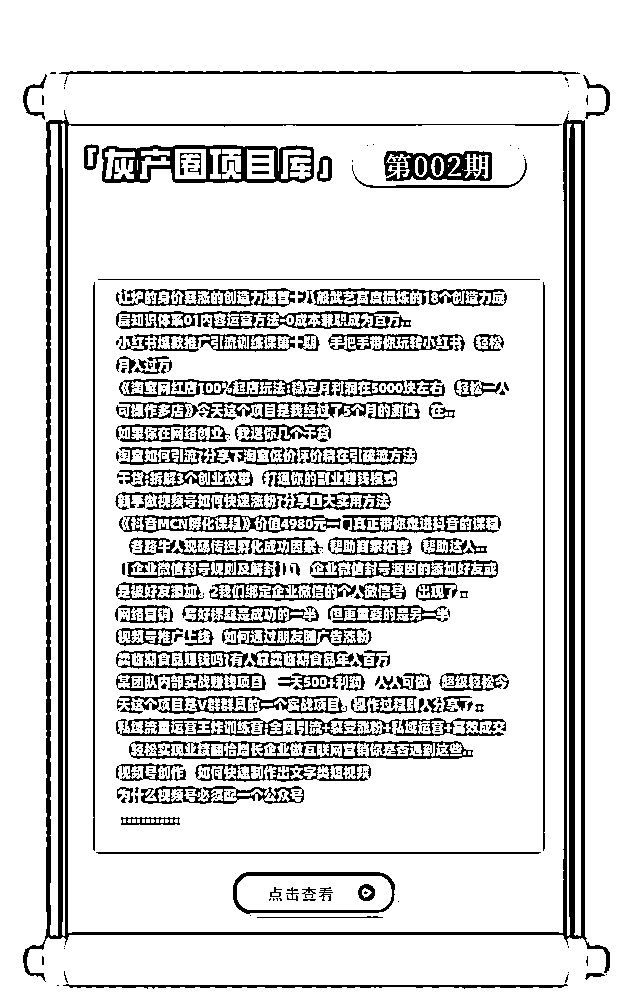 「灰产圈项目库」 第002期
让你的身价暴涨的创造力运营十八般武艺高度提炼的18个创造力底
层知识体系01内容运营方法-0成本兼职成为百万..
小红书爆款推广引流训练课第十期 手把手带你玩转小红书 轻松
月入过万
《淘宝网红店100%起店玩法:稳定月利润在5000块左右 轻松一人
可操作多店》今天这个项目是我经过了5个月的测试 在..
如果你在网络创业。我送你几个干货
淘宝如何引流?分享下淘宝低价评价精在引磁流方法
干货:拆解3个创业故事 打造你的副业赚钱模式
新手做视频号如何快速涨粉?分享四大实用方法
《抖音MCN孵化课程》价值4980元一门真正带你走进抖音的课程
各路牛人现场传授孵化成功因素。帮助商家拓客 帮助达人..
[企业微信封号规则及解封]1 企业微信封号原因的添加好友或
是被好友添加。2我们绑定企业微信的个人微信号 出现了..
网络营销 写好标题是成功的一半 但更重要的是另一半
视频号推广上线 如何通过朋友圈广告涨粉
卖临期食品赚钱吗?有人做卖临期食品年入百万
某团队内部实战赚钱项目 一天500+利润 人人可做 超级轻松今
天这个项目是V群群员的一个实战项目。操作过程别人分享了..
私域流量运营主炸训练营:全网引流+裂变涨粉+私域运营+高效成交
轻松实现业绩翻倍增长企业做互联网营销你是否遇到这些..
视频号创作 如何快速制作出文字类短视频
为什么视频号必须配一个公众号
点击查看